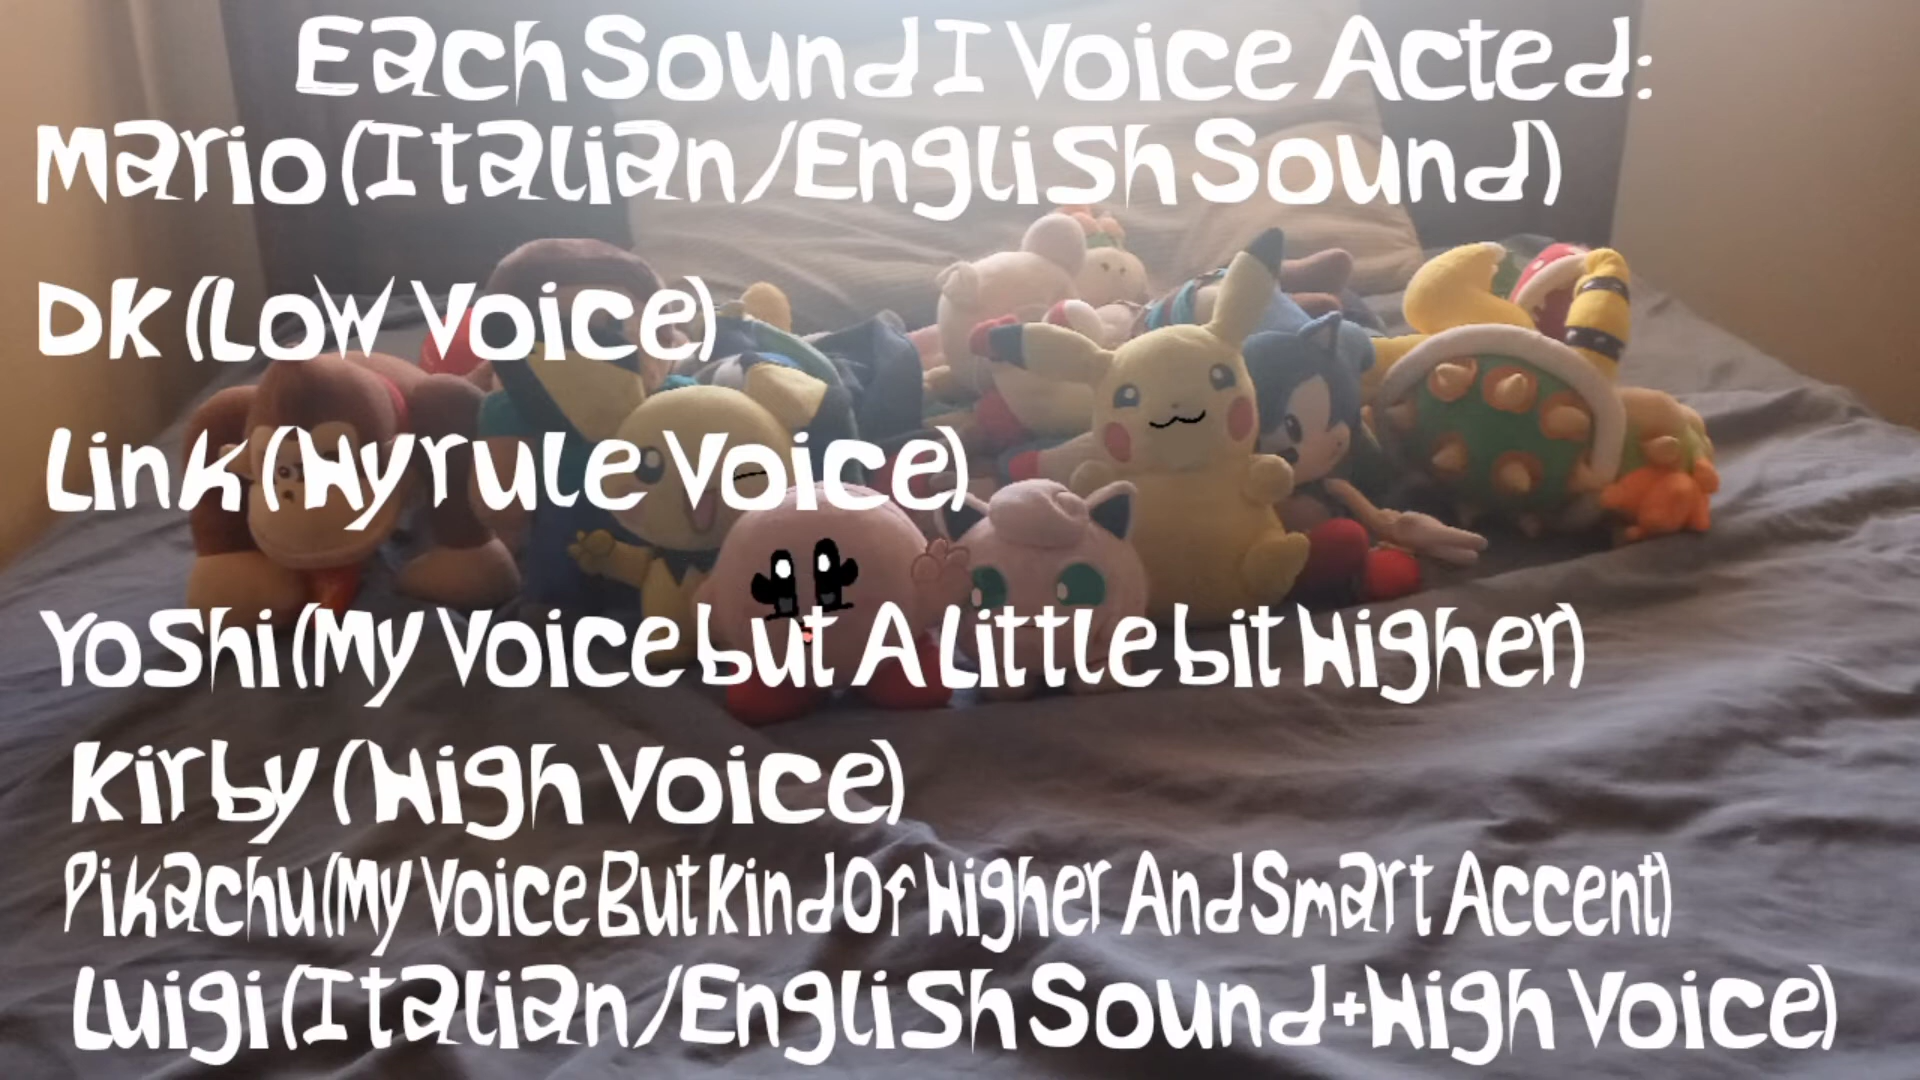 Each Sound I Voice Acted:
Mario (Italian/English Sound)
DK (Low Voice)
Link (Hyrule Voice)
Yoshi (My Voice but A Little bit Higher)
Kirby (High Voice)
Pikachu (My Voice But Kind Of Higher And Smart Accent)
Luigi (Italian/English Sound+High Voice)